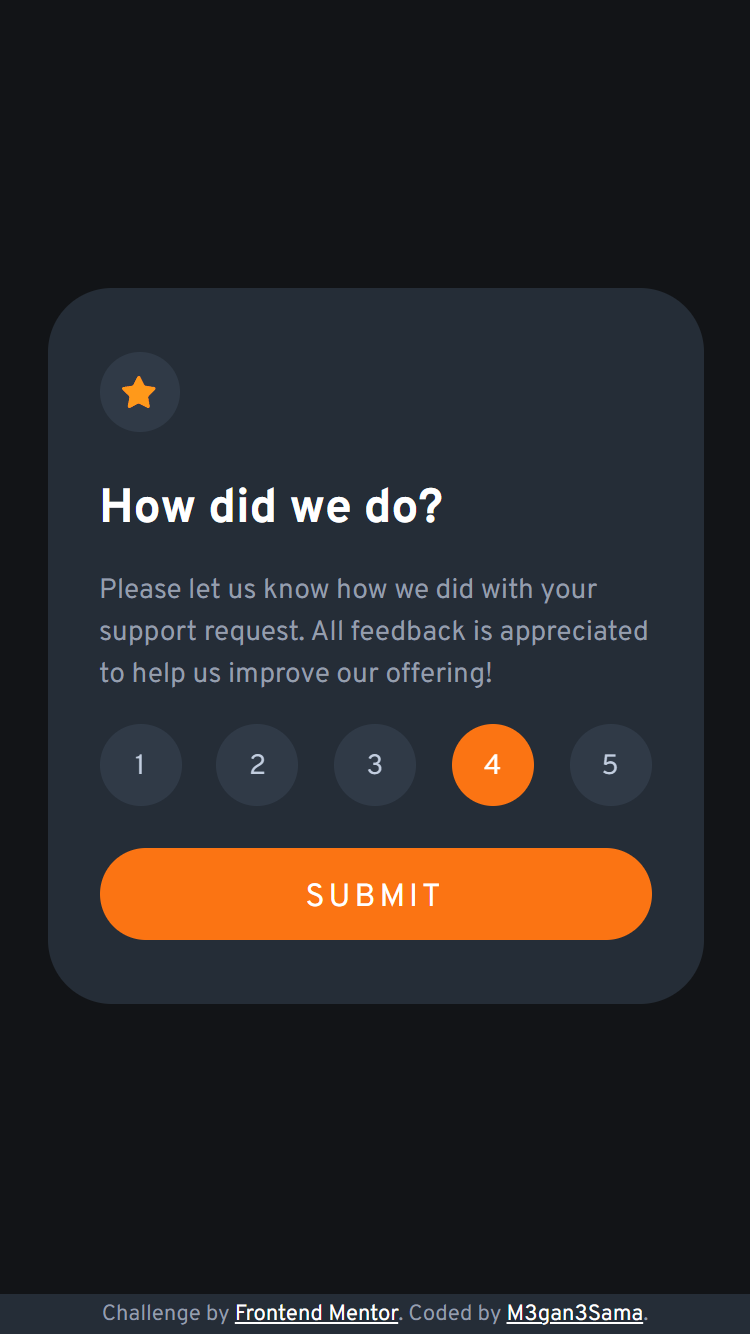 How did we do?
Please let us know how we did with your
support request. All feedback is appreciated
to help us improve our offering!
1 2 3 4 5
SUBMIT
Challenge by Frontend Mentor. Coded by M3gan3Sama.